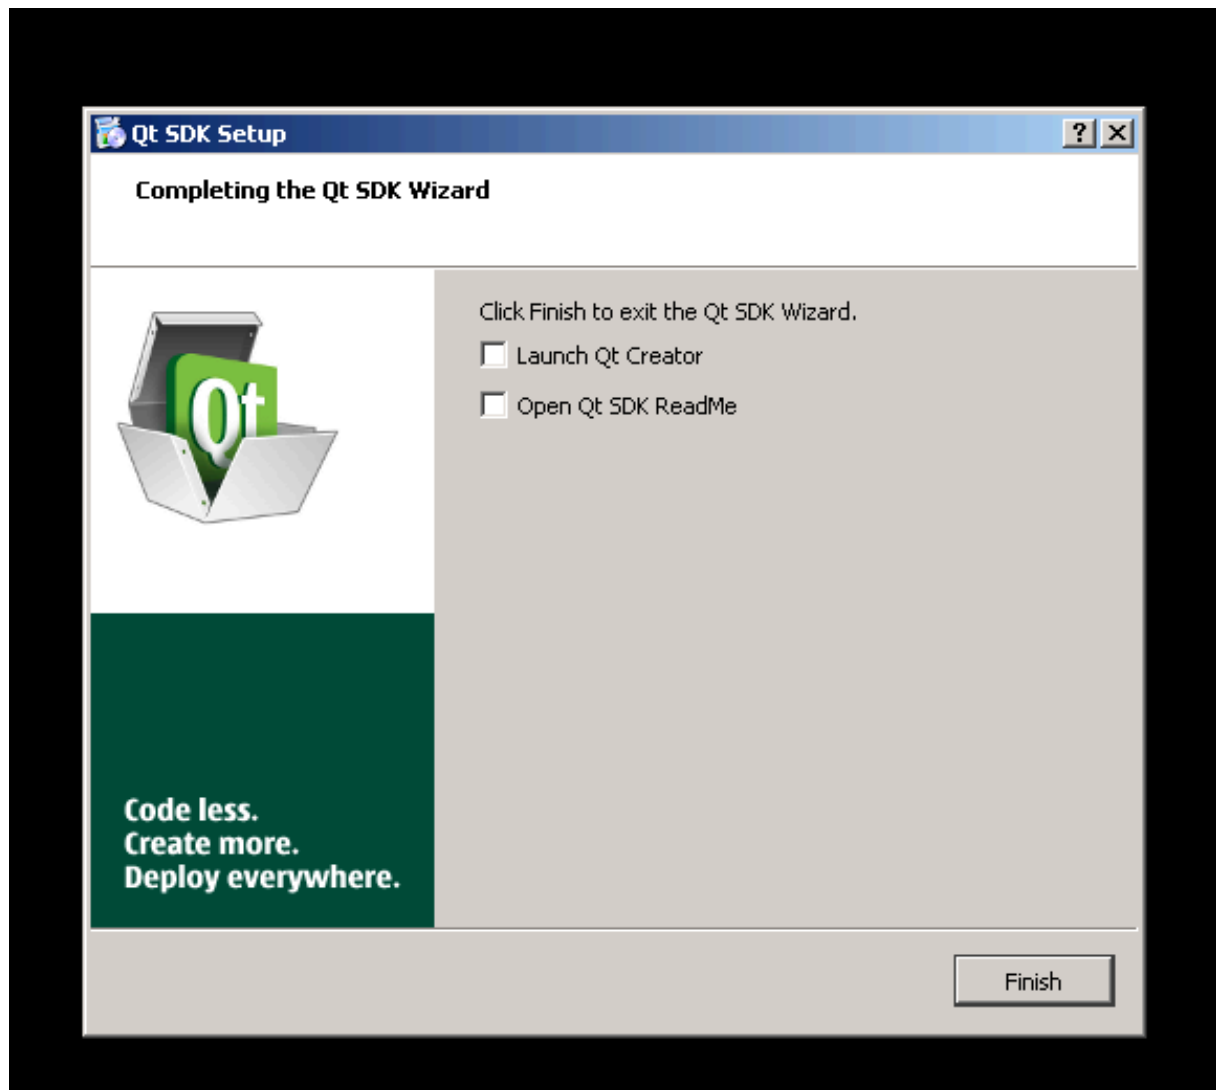 Qt SDK Setup
Completing the Qt SDK Wizard
Click Finish to exit the Qt SDK Wizard.
Launch Qt Creator
Open Qt SDK ReadMe
Qt
Code less.
Create more.
Deploy everywhere.
Finish